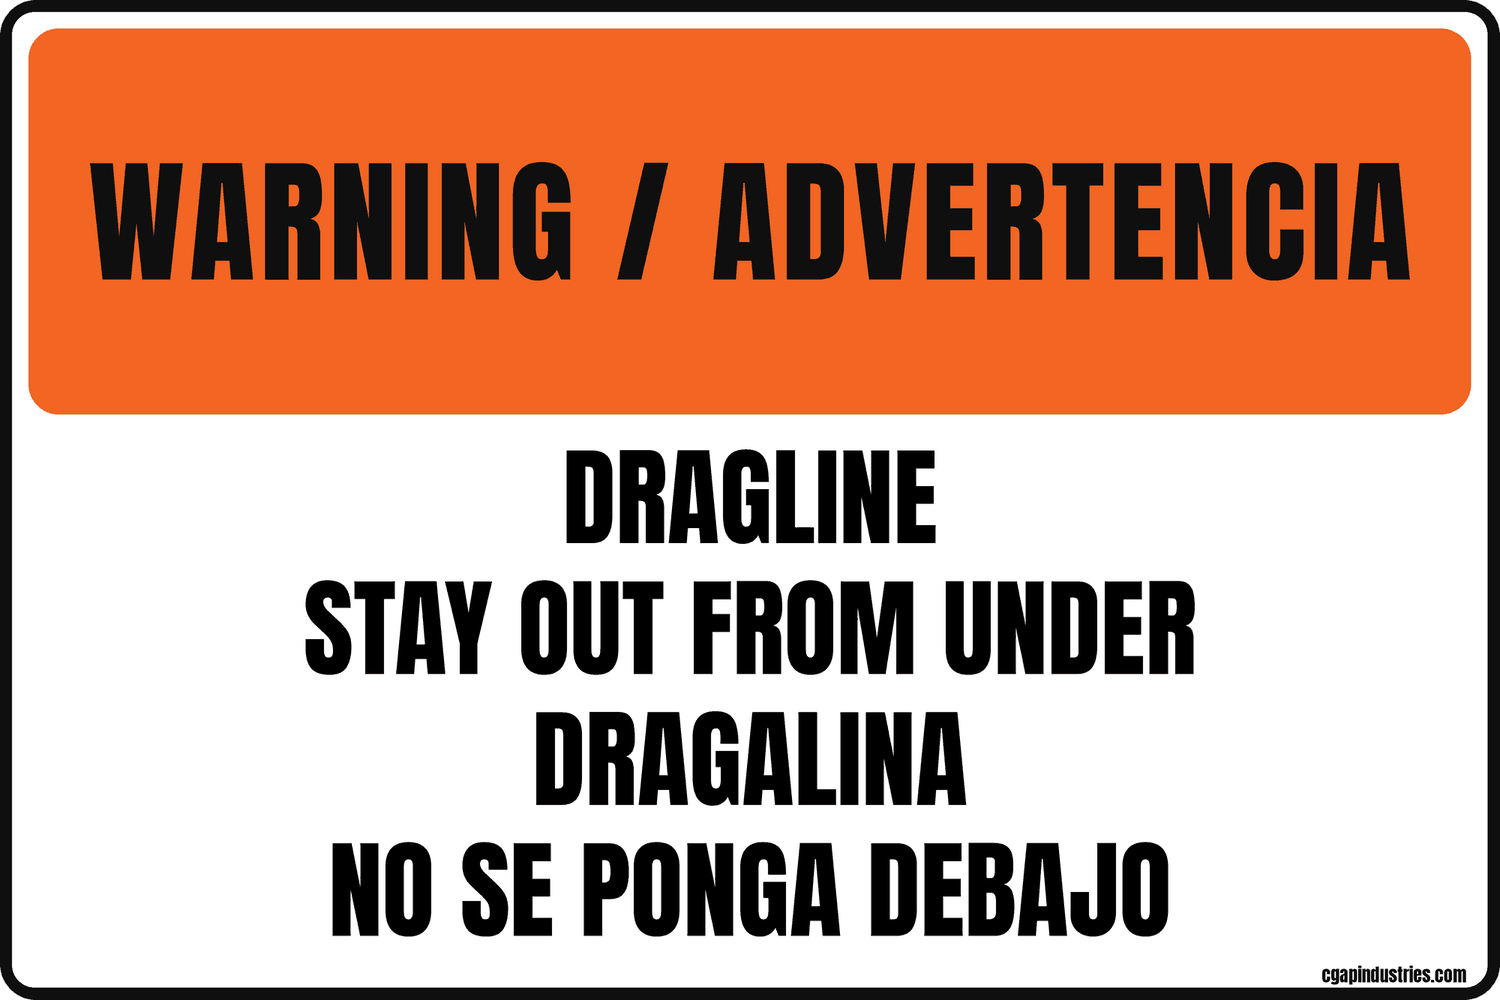 WARNING / ADVERTENCIA
DRAGLINE
STAY OUT FROM UNDER
DRAGALINA
NO SE PONGA DEBAJO
cgapindustries.com